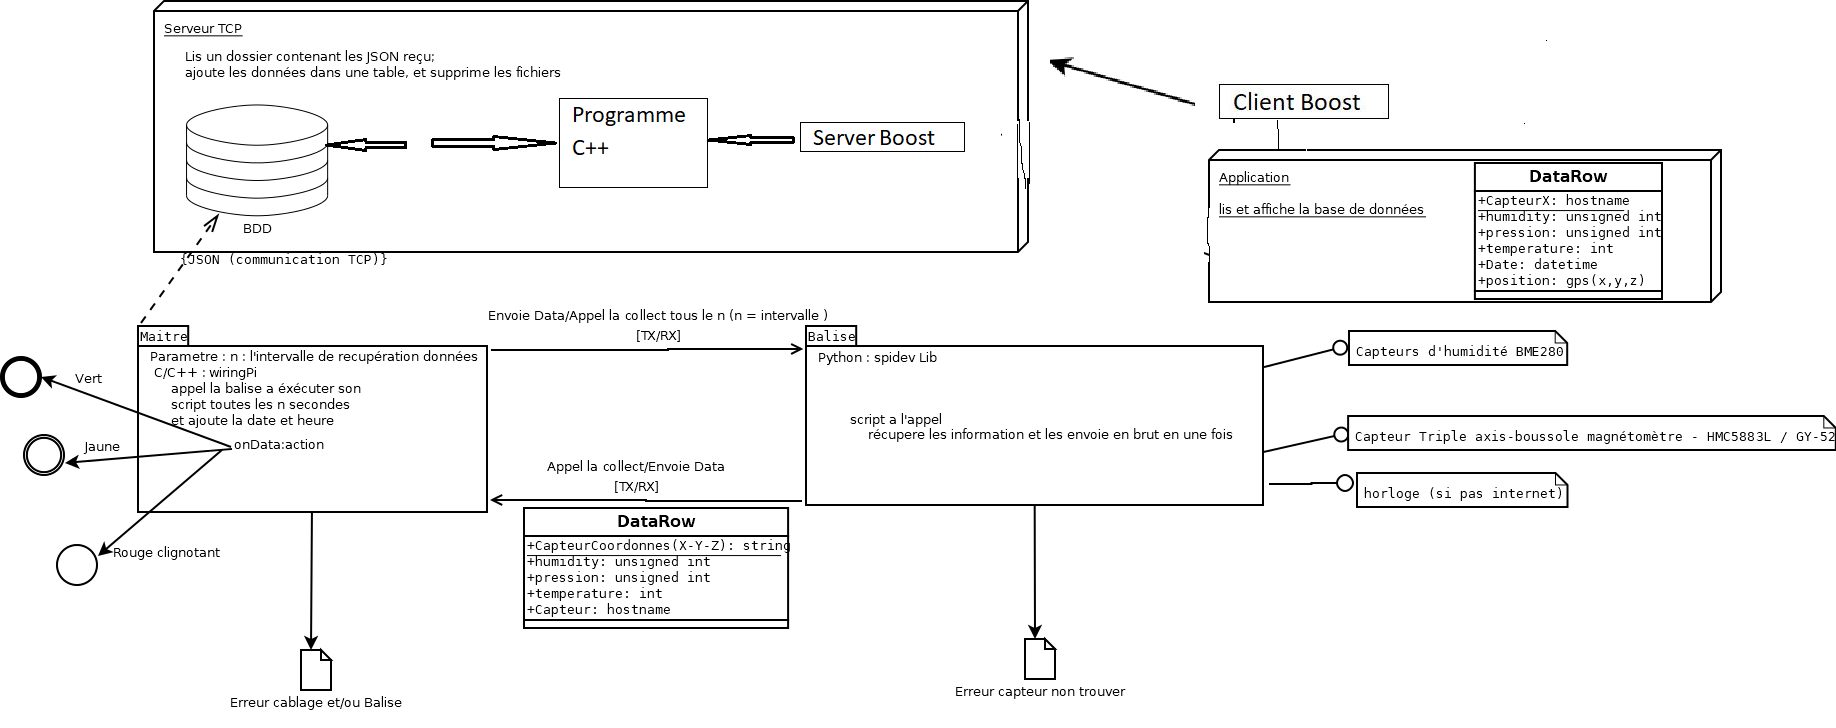 Serveur TCP
Lis un dossier contenant les JSON reçu;
ajoute les données dans une table, et supprime les fichiers
Programme
C++
Server Boost
BDD
{JSON (communication TCP)}
Client Boost
Application
lis et affiche la base de données
DataRow
+CapteurX: hostname
+humidity: unsigned int
+pression: unsigned int
+temperature: int
+Date: datetime
+position: gps(x,y,z)
Envoie Data/Appel la collect tous le n (n = intervalle )
[TX/RX]
Maitre
Parametre : n : l'intervalle de recupération données
C/C++ : wiringPi
appel la balise a éxécuter son
script toutes les n secondes
et ajoute la date et heure
onData:action
Vert
Jaune
Rouge clignotant
Balise
Python : spidev Lib
script a l'appel
récupere les information et les envoie en brut en une fois
Capteurs d'humidité BME280
Capteur Triple axis-boussole magnétomètre - HMC5883L / GY-52
horloge (si pas internet)
Appel la collect/Envoie Data
[TX/RX]
DataRow
+CapteurCoordonnes(X-Y-Z): string
+humidity: unsigned int
+pression: unsigned int
+temperature: int
+Capteur: hostname
Erreur cablage et/ou Balise
Erreur capteur non trouver